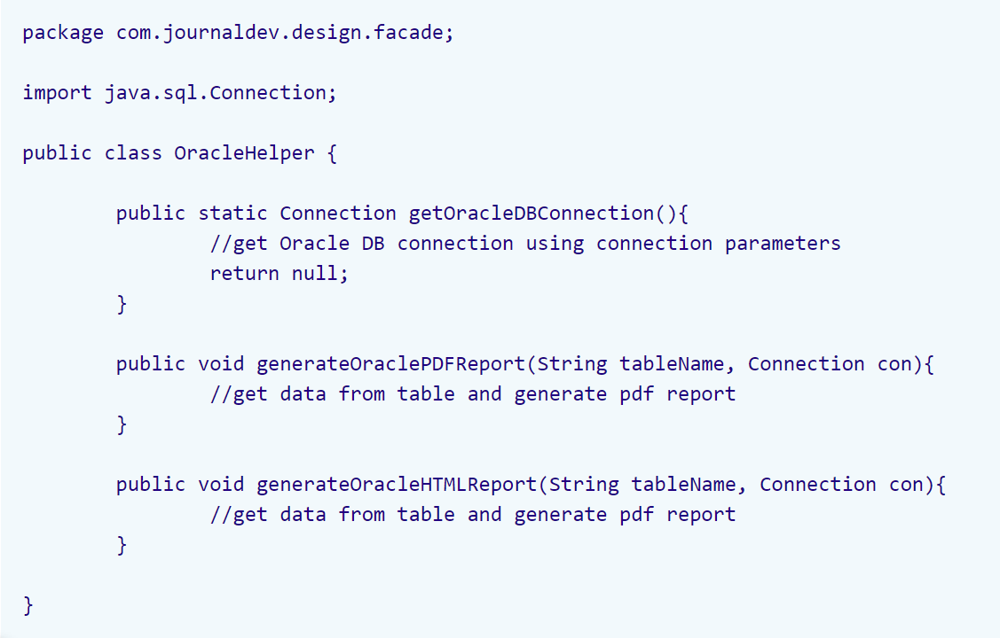 package com.journaldev.design.facade;
import java.sql.Connection;
public class OracleHelper {
public static Connection getOracleDBConnection(){
//get Oracle DB connection using connection parameters
return null;
}
public void generateOraclePDFReport(String tableName, Connection con){
//get data from table and generate pdf report
}
public void generateOracleHTMLReport(String tableName, Connection con){
//get data from table and generate pdf report
}
}